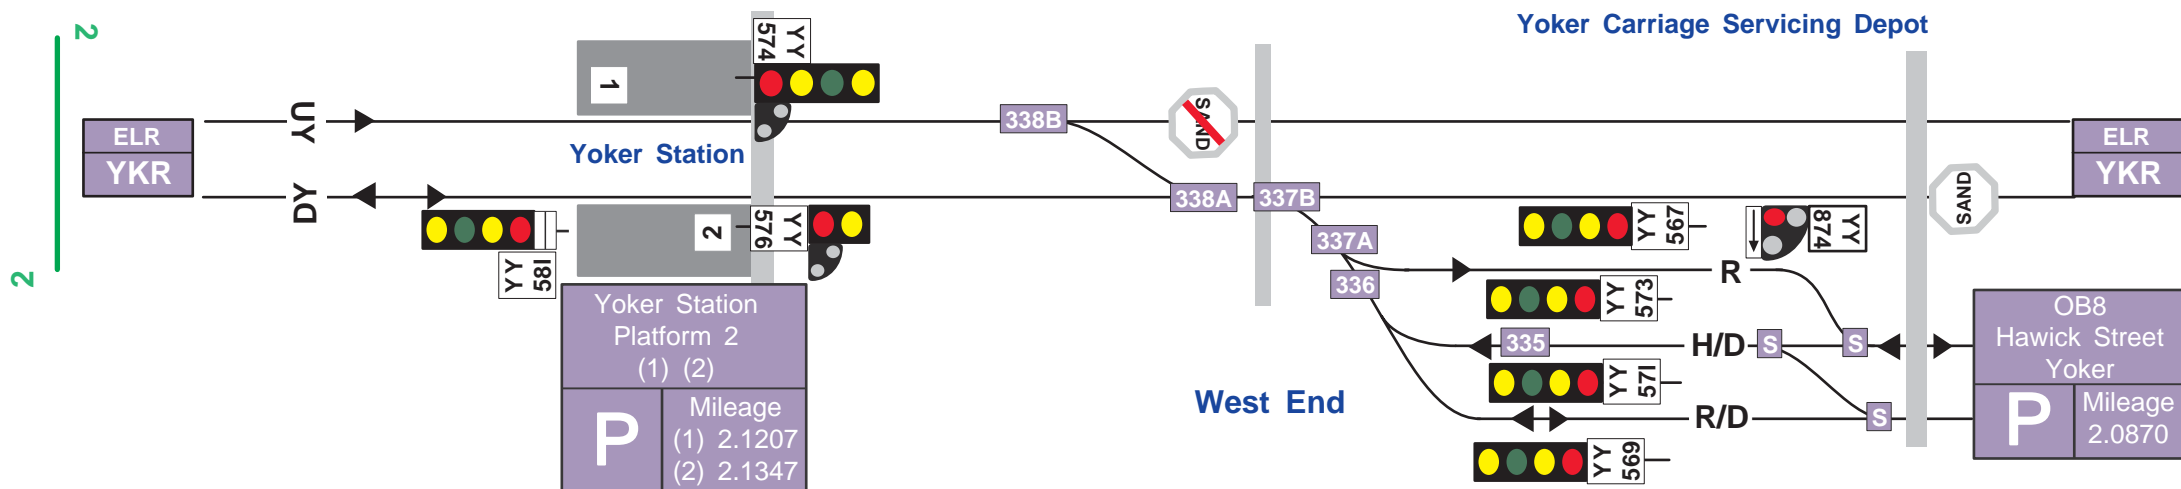 2
2
ELR
YKR
UY
DY
1
YY
574
Yoker Station
2
YY
576
YY
58I
Yoker Station
Platform 2
(1) (2)
P
Mileage
(1) 2.1207
(2) 2.1347
338B
338A
SAND
337B
337A
336
335
West End
Yoker Carriage Servicing Depot
YY
567
YY
874
R
YY
573
H/D
S
S
YY
57I
R/D
S
YY
569
SAND
ELR
YKR
OB8
Hawick Street
Yoker
P
Mileage
2.0870